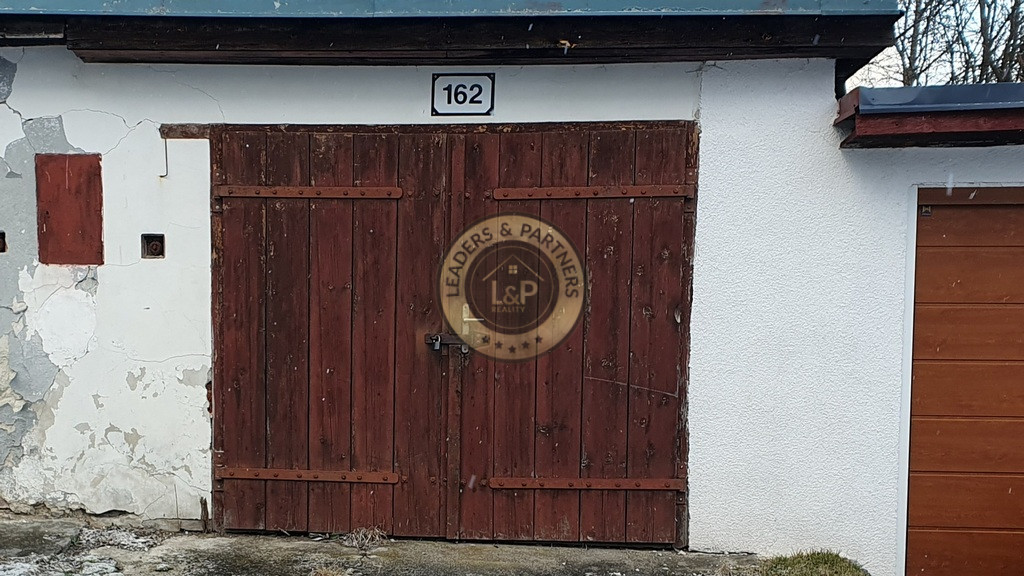 162
LEADERS & PARTNERS
L&P
REALITY